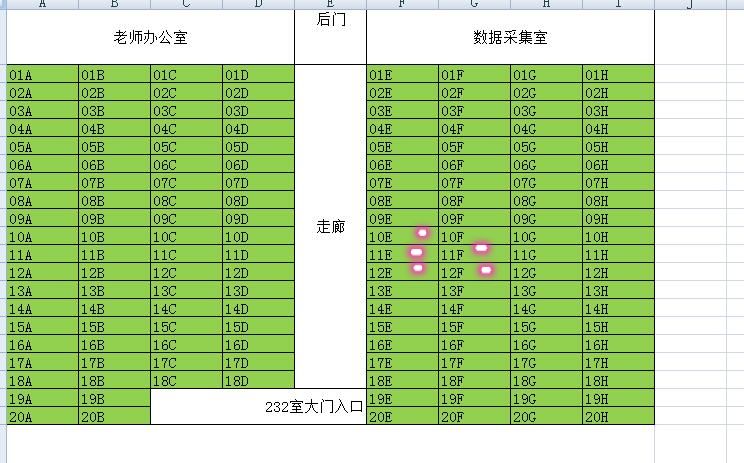 A B C D E F G H I J
后门
老师办公室 数据采集室
01A 01B 01C 01D 01E 01F 01G 01H
02A 02B 02C 02D 02E 02F 02G 02H
03A 03B 03C 03D 03E 03F 03G 03H
04A 04B 04C 04D 04E 04F 04G 04H
05A 05B 05C 05D 05E 05F 05G 05H
06A 06B 06C 06D 06E 06F 06G 06H
07A 07B 07C 07D 07E 07F 07G 07H
08A 08B 08C 08D 08E 08F 08G 08H
09A 09B 09C 09D 09E 09F 09G 09H
走廊
10A 10B 10C 10D 10E 10F 10G 10H
11A 11B 11C 11D 11E 11F 11G 11H
12A 12B 12C 12D 12E 12F 12G 12H
13A 13B 13C 13D 13E 13F 13G 13H
14A 14B 14C 14D 14E 14F 14G 14H
15A 15B 15C 15D 15E 15F 15G 15H
16A 16B 16C 16D 16E 16F 16G 16H
17A 17B 17C 17D 17E 17F 17G 17H
18A 18B 18C 18D 18E 18F 18G 18H
19A 19B 19E 19F 19G 19H
232室大门入口
20A 20B 20E 20F 20G 20H